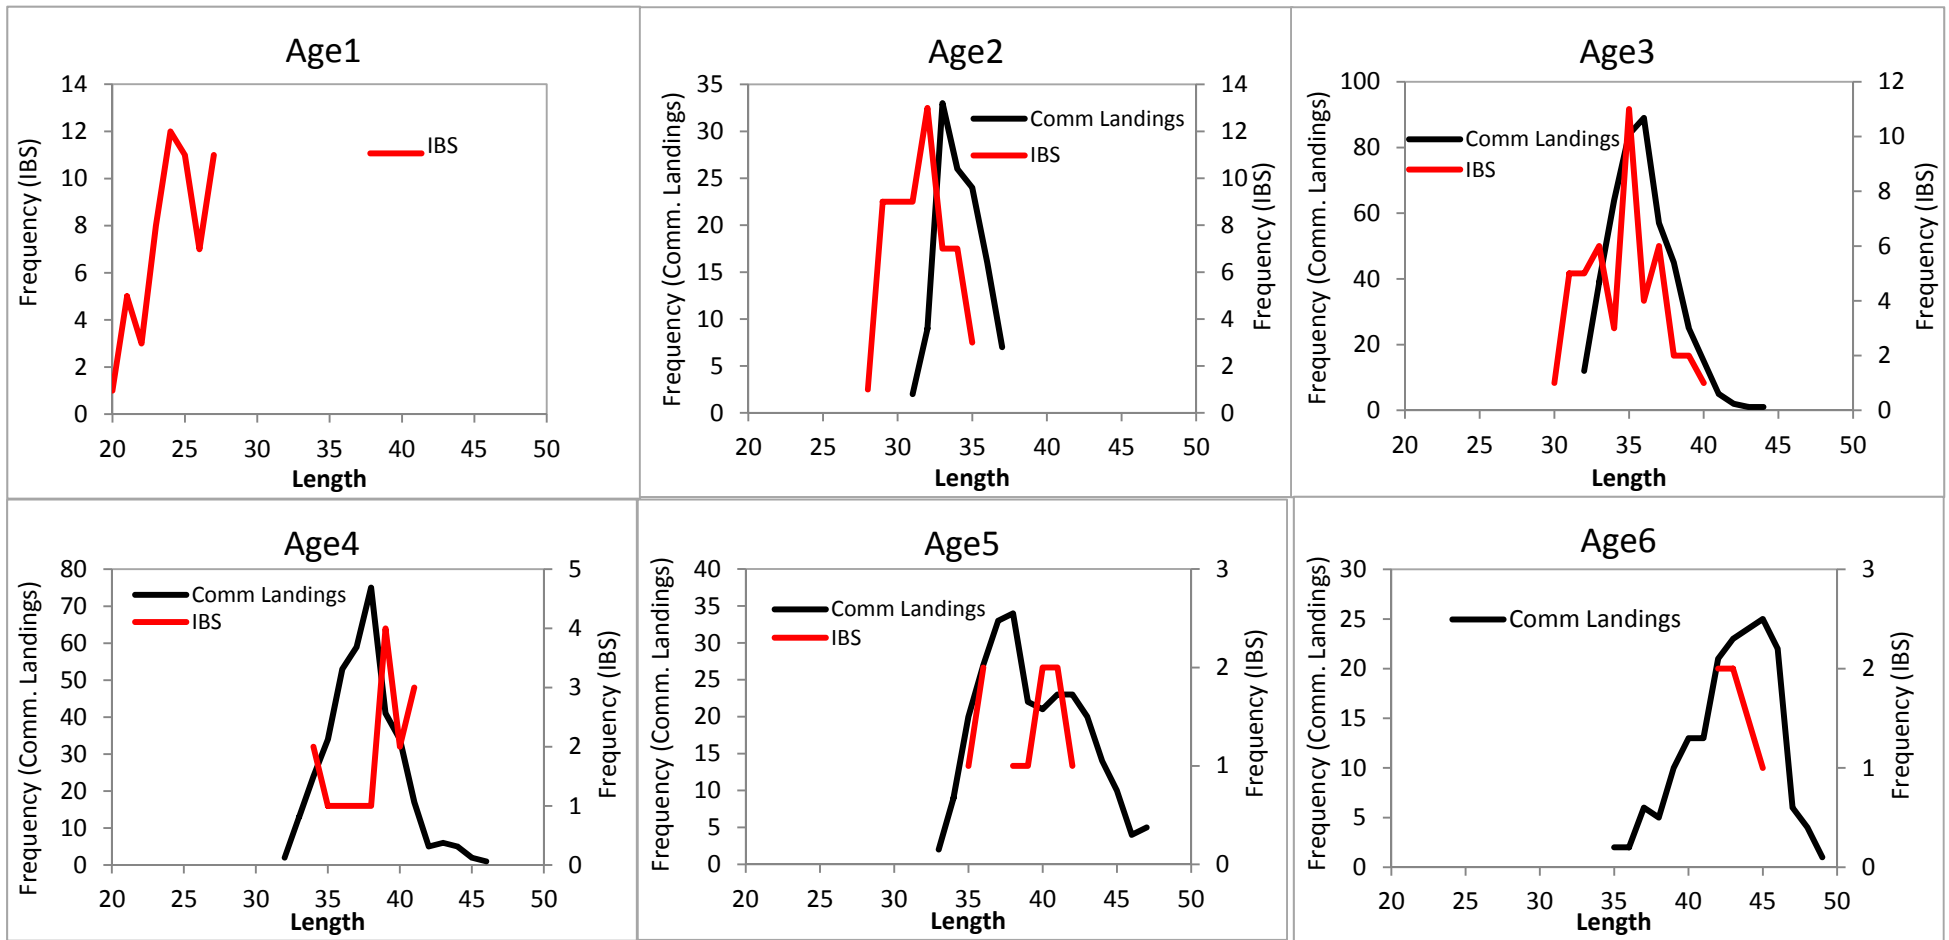 Age1
Frequency (IBS)
14
12
10
8
6
4
2
0
IBS
20 25 30 35 40 45 50
Length
Age2
Frequency (Comm. Landings)
35
30
25
20
15
10
5
0
Comm Landings
IBS
14
12
10
8
6
4
2
0
Frequency (IBS)
20 25 30 35 40 45 50
Length
Age3
Frequency (Comm. Landings)
100
80
60
40
20
0
Comm Landings
IBS
12
10
8
6
4
2
0
Frequency (IBS)
20 25 30 35 40 45 50
Length
Age4
Frequency (Comm. Landings)
80
70
60
50
40
30
20
10
0
Comm Landings
IBS
5
4
3
2
1
0
Frequency (IBS)
20 25 30 35 40 45 50
Length
Age5
Frequency (Comm. Landings)
40
35
30
25
20
15
10
5
0
Comm Landings
IBS
3
2
1
0
Frequency (IBS)
20 25 30 35 40 45 50
Length
Age6
Frequency (Comm. Landings)
30
25
20
15
10
5
0
Comm Landings
3
2
1
0
Frequency (IBS)
20 25 30 35 40 45 50
Length